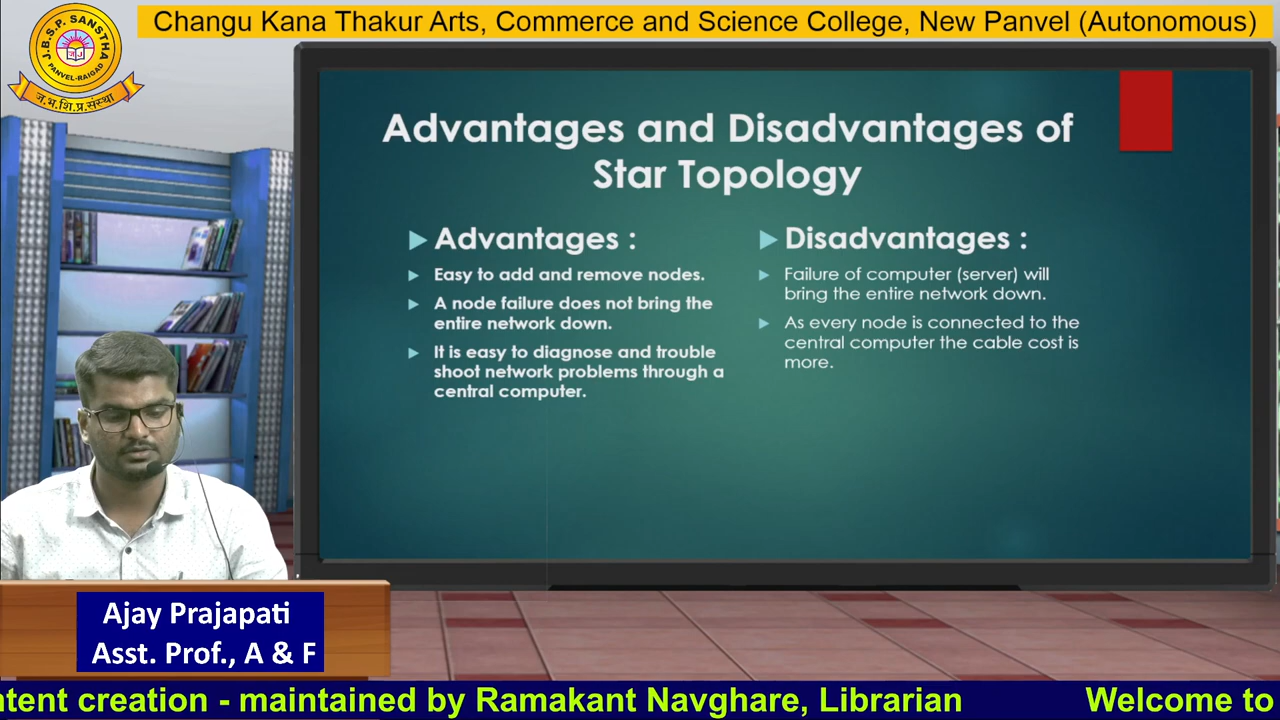 Changu Kana Thakur Arts, Commerce and Science College, New Panvel (Autonomous)
J.B.S.P. SANSTHA
PANVEL-RAIGAD
ज.भ.शि.प्र.संस्था
Advantages and Disadvantages of
Star Topology
Advantages :
Easy to add and remove nodes.
A node failure does not bring the
entire network down.
It is easy to diagnose and trouble
shoot network problems through a
central computer.
Disadvantages :
Failure of computer (server) will
bring the entire network down.
As every node is connected to the
central computer the cable cost is
more.
Ajay Prajapati
Asst. Prof., A & F
ntent creation - maintained by Ramakant Navghare, Librarian Welcome to